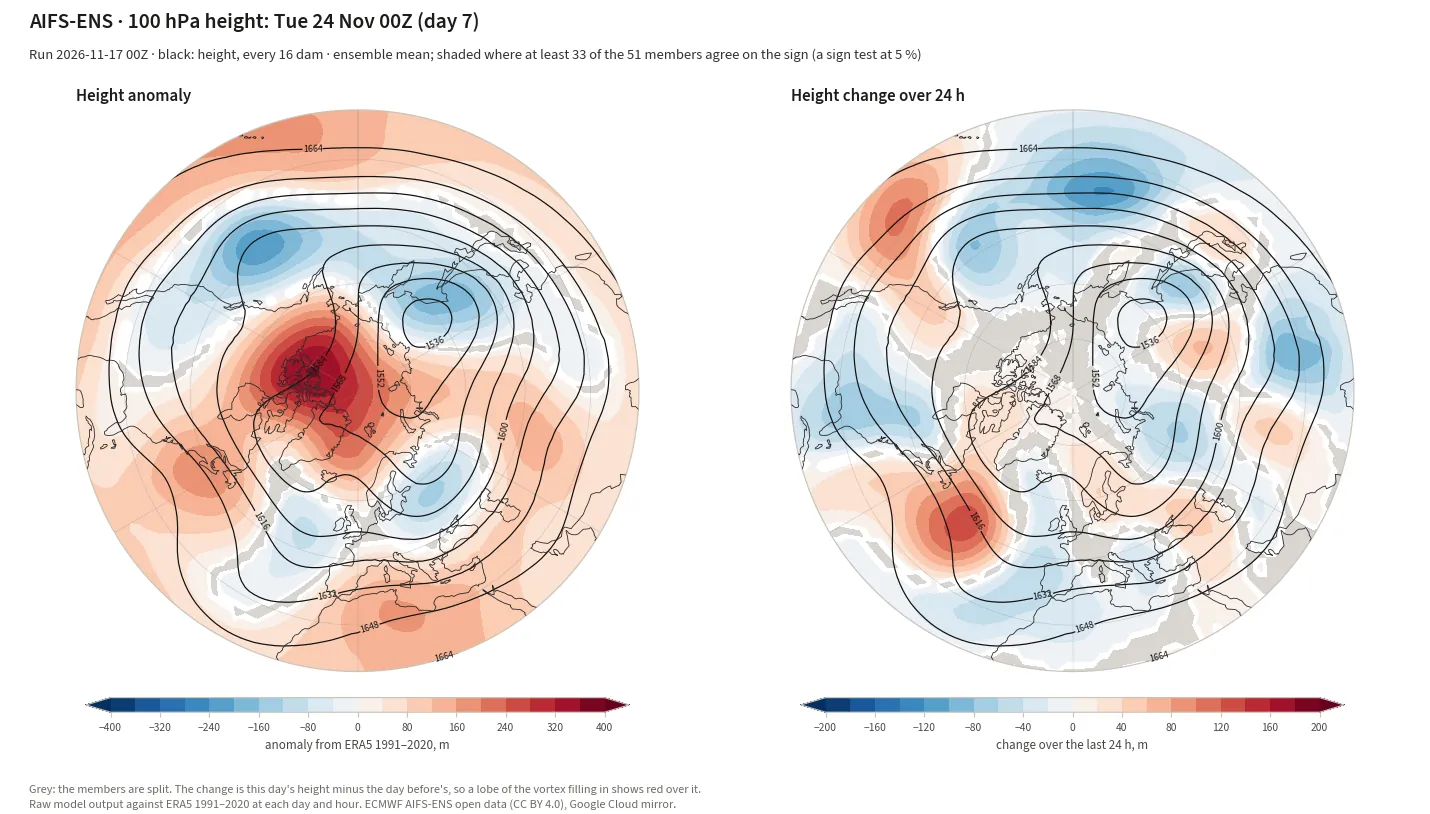 AIFS-ENS · 100 hPa height: Tue 24 Nov 00Z (day 7)
Run 2026-11-17 00Z · black: height, every 16 dam · ensemble mean; shaded where at least 33 of the 51 members agree on the sign (a sign test at 5 %)
Height anomaly
Height change over 24 h
1664
1536
1584
1568
1552
1600
1616
1632
1648
1664
1664
1536
1584
1568
1552
1600
1616
1632
1648
1664
−400 −320 −240 −160 −80 0 80 160 240 320 400
anomaly from ERA5 1991–2020, m
−200 −160 −120 −80 −40 0 40 80 120 160 200
change over the last 24 h, m
Grey: the members are split. The change is this day's height minus the day before's, so a lobe of the vortex filling in shows red over it.
Raw model output against ERA5 1991–2020 at each day and hour. ECMWF AIFS-ENS open data (CC BY 4.0), Google Cloud mirror.